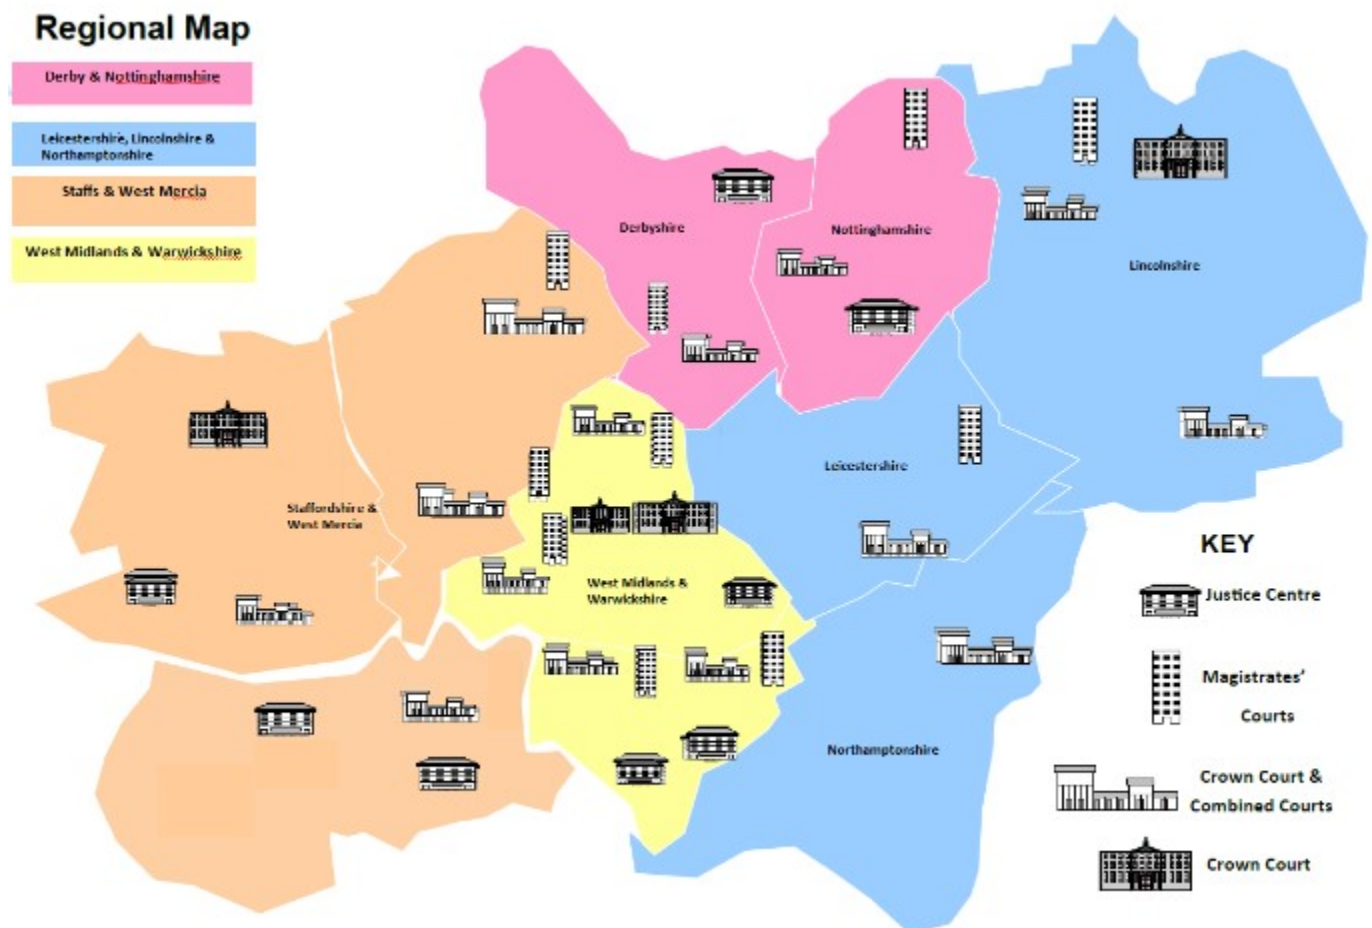 Regional Map
Derby & Nottinghamshire
Leicestershire, Lincolnshire &
Northamptonshire
Staffs & West Mercia
West Midlands & Warwickshire
Derbyshire
Nottinghamshire
Lincolnshire
Leicestershire
Staffordshire &
West Mercia
West Midlands &
Warwickshire
Northamptonshire
KEY
Justice Centre
Magistrates'
Courts
Crown Court &
Combined Courts
Crown Court